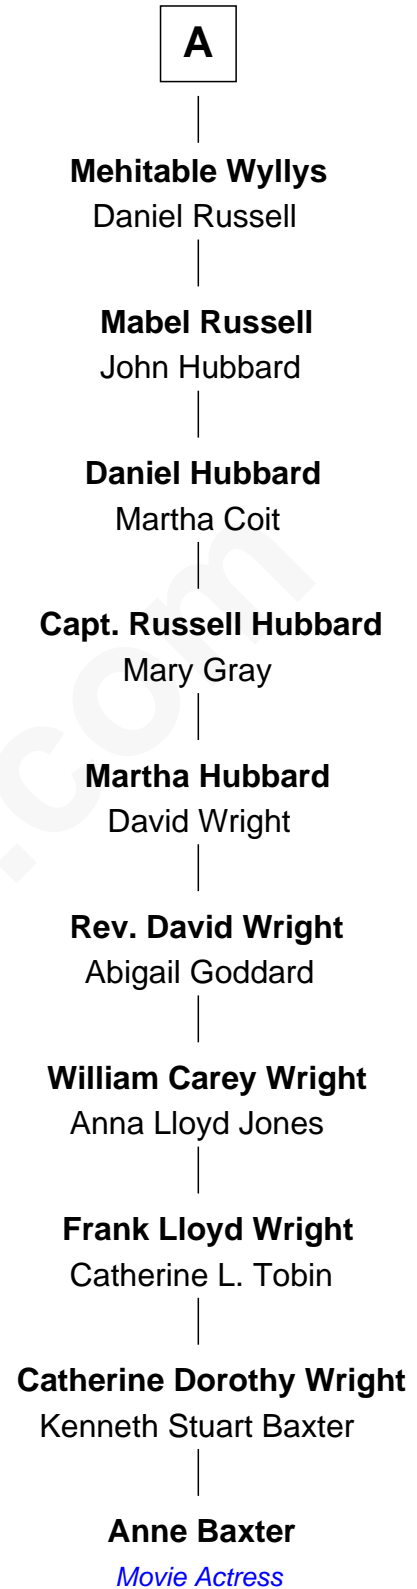 A
Mehitable Wyllys
Daniel Russell
Mabel Russell
John Hubbard
Daniel Hubbard
Martha Coit
Capt. Russell Hubbard
Mary Gray
Martha Hubbard
David Wright
Rev. David Wright
Abigail Goddard
William Carey Wright
Anna Lloyd Jones
Frank Lloyd Wright
Catherine L. Tobin
Catherine Dorothy Wright
Kenneth Stuart Baxter
Anne Baxter
Movie Actress
.com